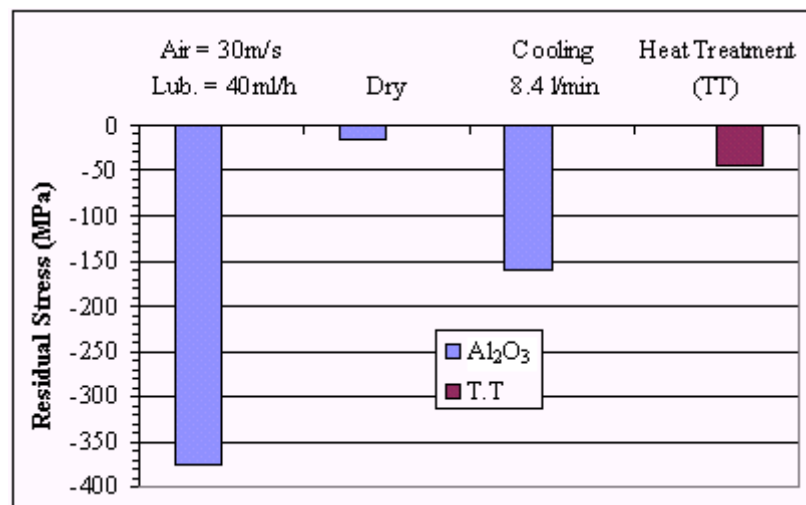 Air = 30m/s
Lub. = 40ml/h
Dry
Cooling
8.4 l/min
Heat Treatment
(TT)
Residual Stress (MPa)
0
-50
-100
-150
-200
-250
-300
-350
-400
Al₂O₃
T.T